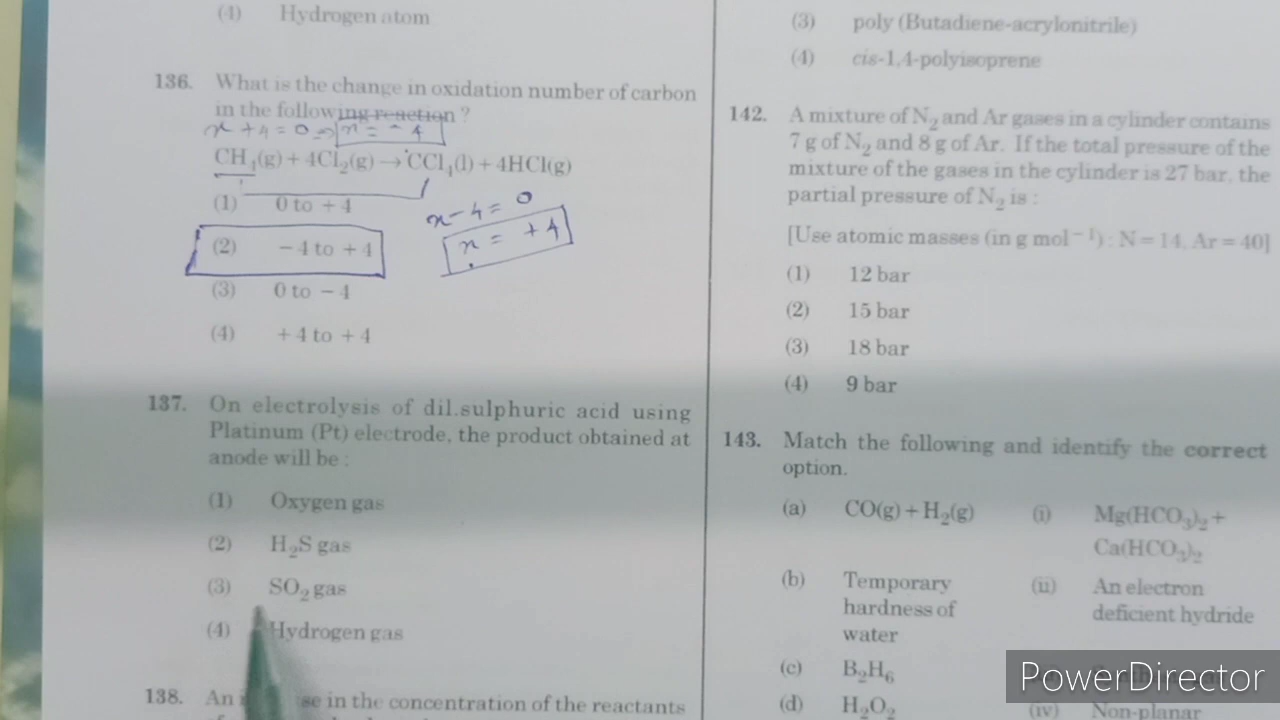 (4) Hydrogen atom
136. What is the change in oxidation number of carbon
in the following reaction ?
x + 4 = 0 ⇒ x = - 4
CH₄(g) + 4Cl₂(g) → CCl₄(l) + 4HCl(g)
(1) 0 to + 4
x - 4 = 0
(2) - 4 to + 4
x = + 4
(3) 0 to - 4
(4) + 4 to + 4
137. On electrolysis of dil.sulphuric acid using
Platinum (Pt) electrode, the product obtained at
anode will be :
(1) Oxygen gas
(2) H₂S gas
(3) SO₂ gas
(4) Hydrogen gas
138. An in the concentration of the reactants
(3) poly (Butadiene-acrylonitrile)
(4) cis-1,4-polyisoprene
142. A mixture of N₂ and Ar gases in a cylinder contains
7 g of N₂ and 8 g of Ar. If the total pressure of the
mixture of the gases in the cylinder is 27 bar, the
partial pressure of N₂ is :
[Use atomic masses (in g mol⁻¹) : N = 14, Ar = 40]
(1) 12 bar
(2) 15 bar
(3) 18 bar
(4) 9 bar
143. Match the following and identify the correct
option.
(a) CO(g) + H₂(g) (i) Mg(HCO₃)₂ +
Ca(HCO₃)₂
(b) Temporary (ii) An electron
hardness of deficient hydride
water
(c) B₂H₆
(d) H₂O₂ (iv) Non-planar
PowerDirector